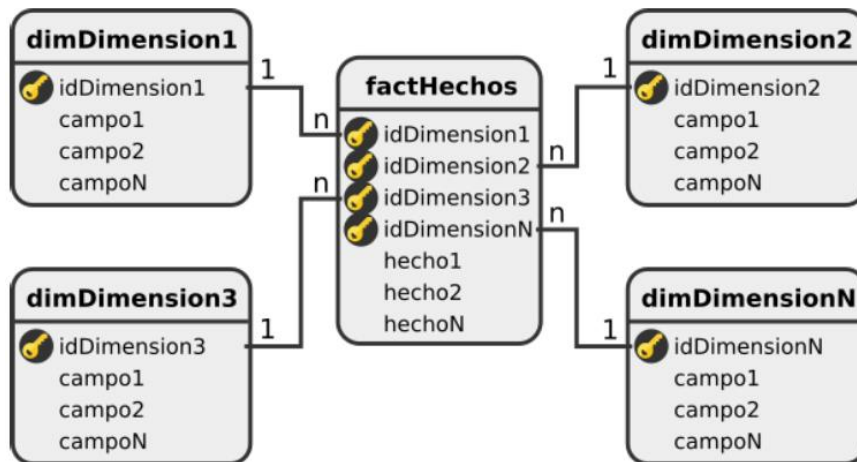 dimDimension1
idDimension1
campo1
campo2
campoN
1
n
factHechos
idDimension1
idDimension2
idDimension3
idDimensionN
hecho1
hecho2
hechoN
dimDimension2
idDimension2
campo1
campo2
campoN
1
n
dimDimension3
idDimension3
campo1
campo2
campoN
1
n
dimDimensionN
idDimensionN
campo1
campo2
campoN
1
n